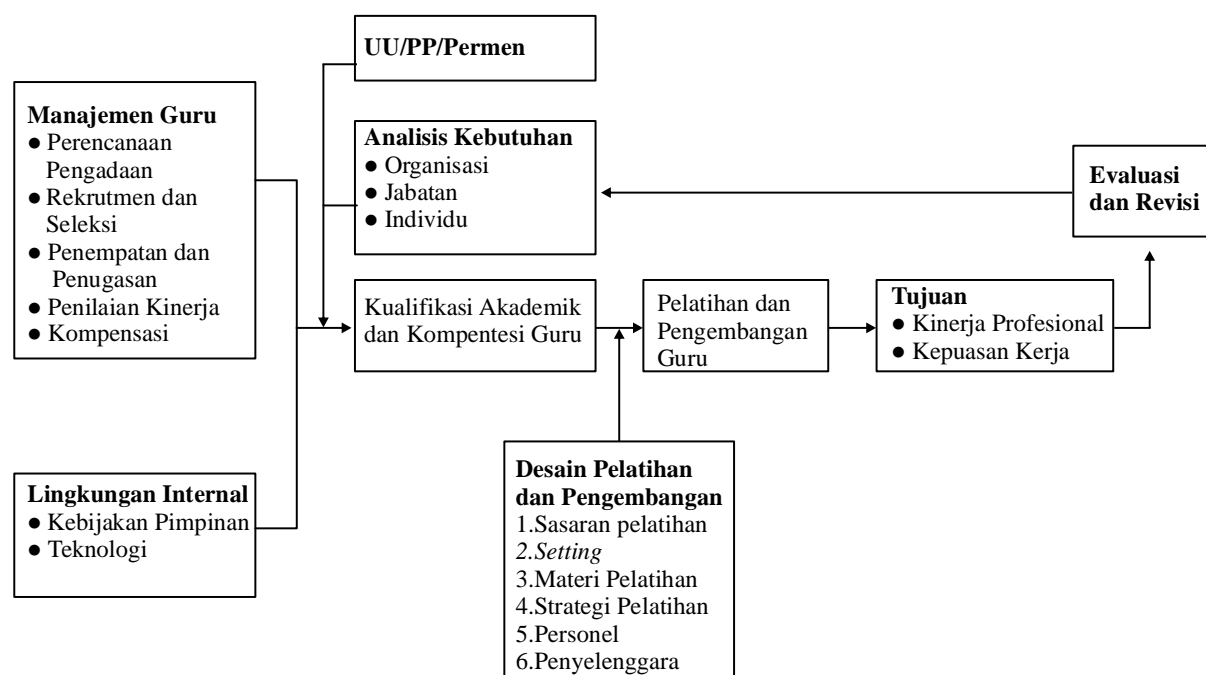 UU/PP/Permen
Manajemen Guru
● Perencanaan
Pengadaan
● Rekrutmen dan
Seleksi
● Penempatan dan
Penugasan
● Penilaian Kinerja
● Kompensasi
Analisis Kebutuhan
● Organisasi
● Jabatan
● Individu
Evaluasi
dan Revisi
Kualifikasi Akademik
dan Kompentesi Guru
Pelatihan dan
Pengembangan
Guru
Tujuan
● Kinerja Profesional
● Kepuasan Kerja
Lingkungan Internal
● Kebijakan Pimpinan
● Teknologi
Desain Pelatihan
dan Pengembangan
1.Sasaran pelatihan
2.Setting
3.Materi Pelatihan
4.Strategi Pelatihan
5.Personel
6.Penyelenggara